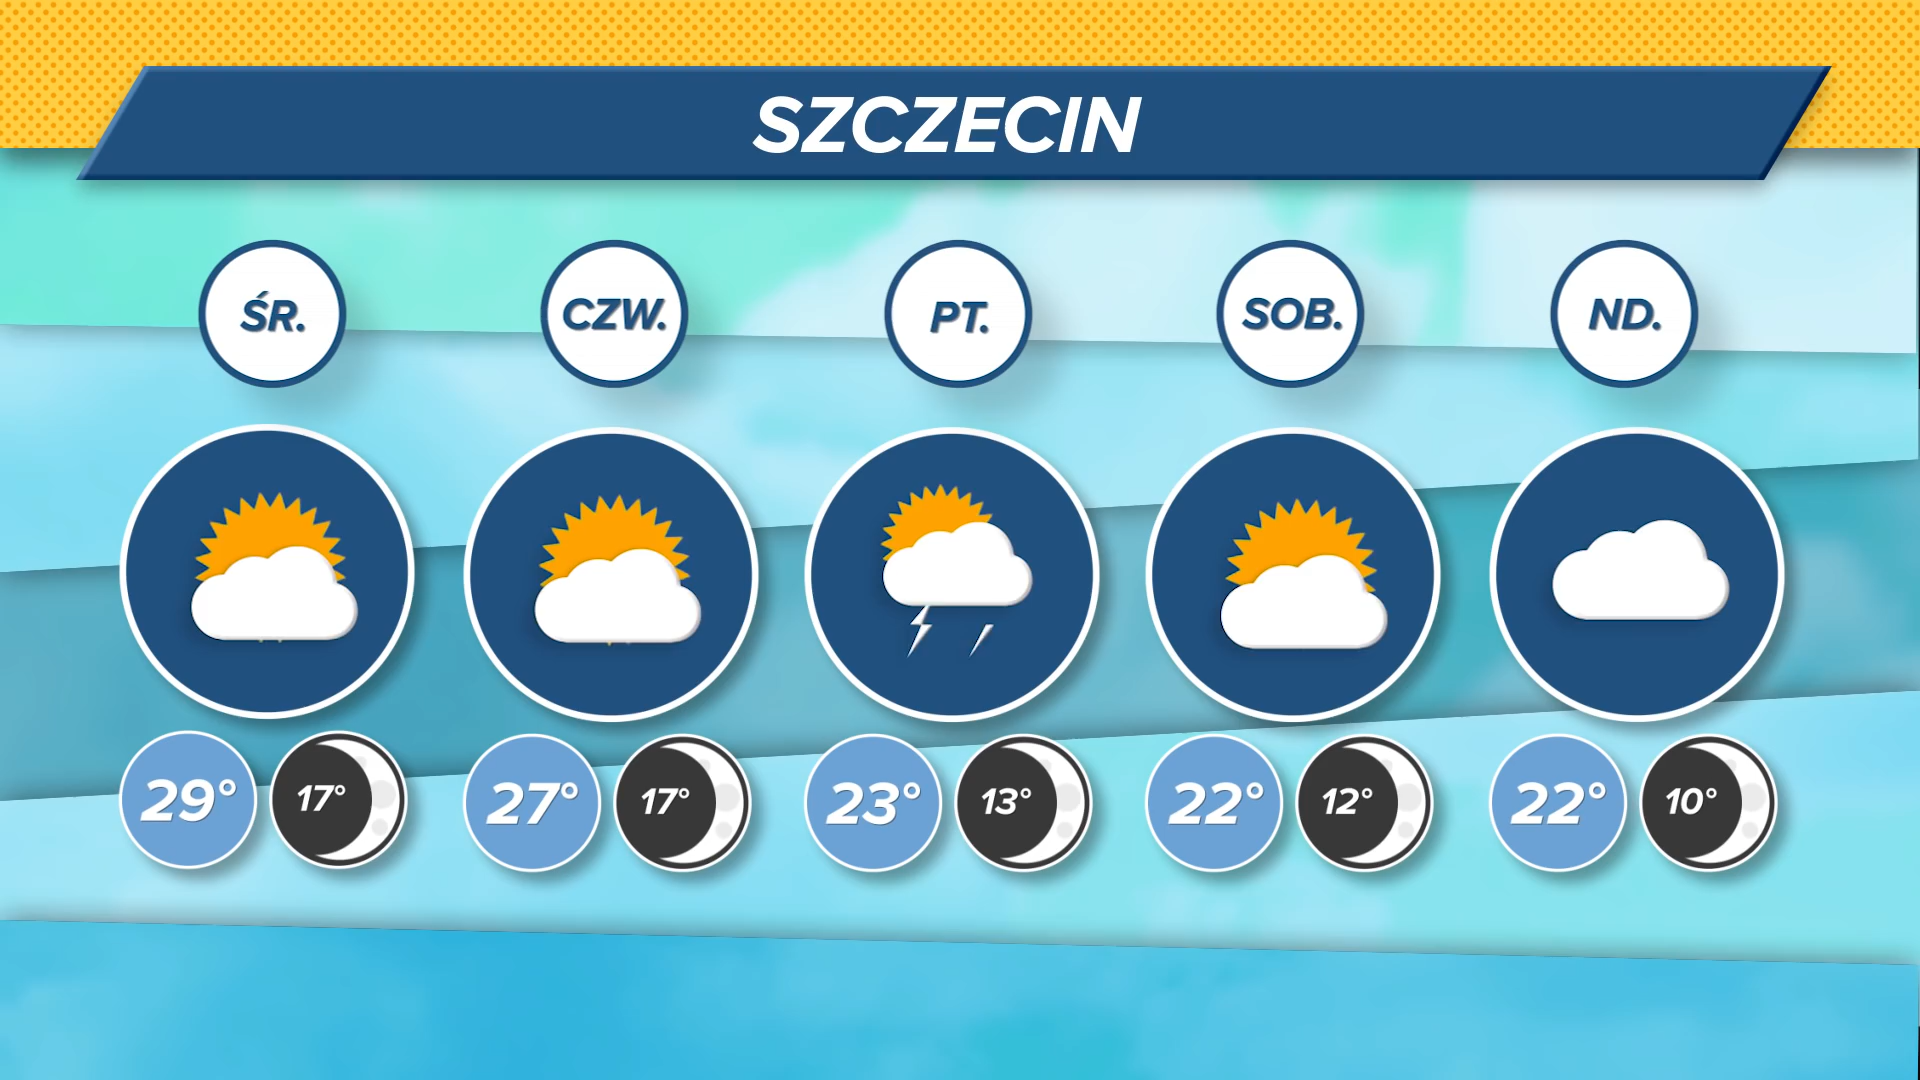 SZCZECIN
ŚR. CZW. PT. SOB. ND.
29° 17° 27° 17° 23° 13° 22° 12° 22° 10°